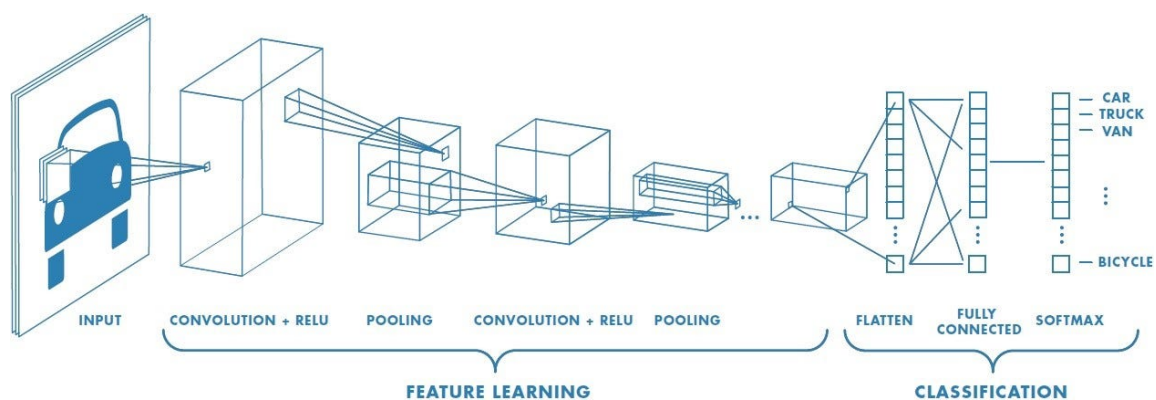 CAR
TRUCK
VAN
BICYCLE
INPUT
CONVOLUTION + RELU
POOLING
CONVOLUTION + RELU
POOLING
FLATTEN
FULLY
CONNECTED
SOFTMAX
FEATURE LEARNING
CLASSIFICATION